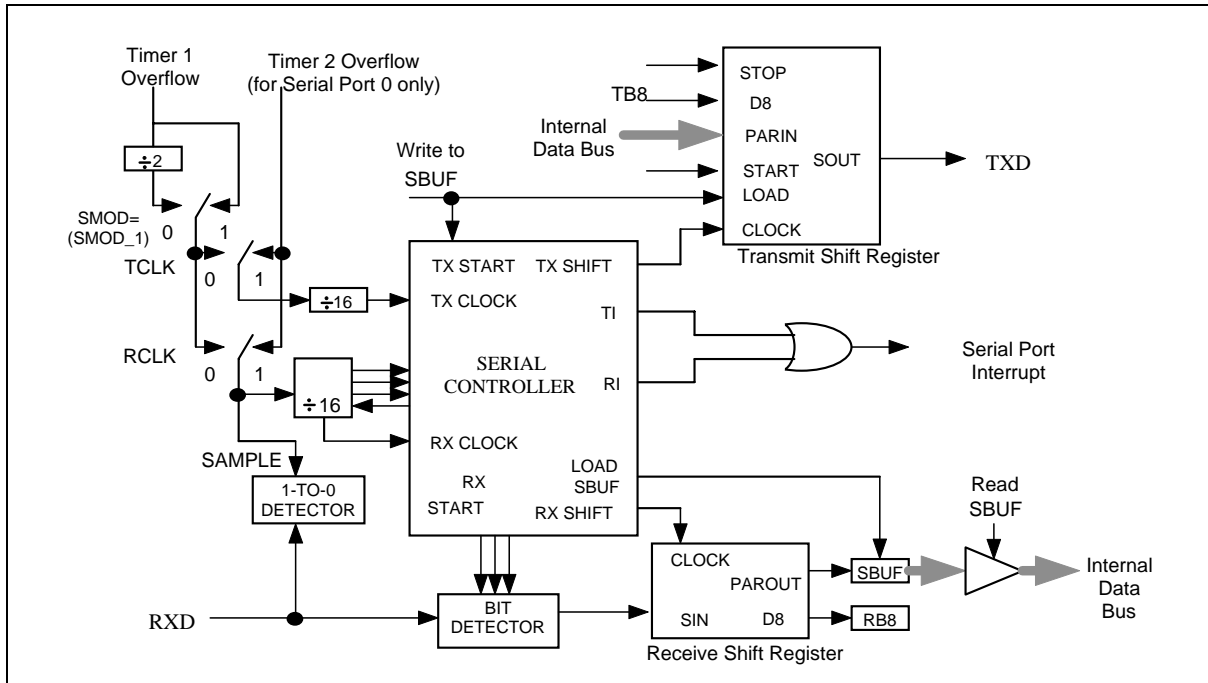 Timer 1
Overflow
Timer 2 Overflow
(for Serial Port 0 only)
÷2
SMOD=
(SMOD_1)
0
1
TCLK
0
1
RCLK
0
1
÷16
÷16
SAMPLE
1-TO-0
DETECTOR
RXD
Write to
SBUF
TX START
TX SHIFT
TX CLOCK
TI
SERIAL
CONTROLLER
RI
RX CLOCK
LOAD
SBUF
RX
START
RX SHIFT
BIT
DETECTOR
TB8
Internal
Data Bus
STOP
D8
PARIN
SOUT
START
LOAD
CLOCK
Transmit Shift Register
TXD
Serial Port
Interrupt
CLOCK
PAROUT
SIN
D8
Receive Shift Register
SBUF
RB8
Read
SBUF
Internal
Data
Bus